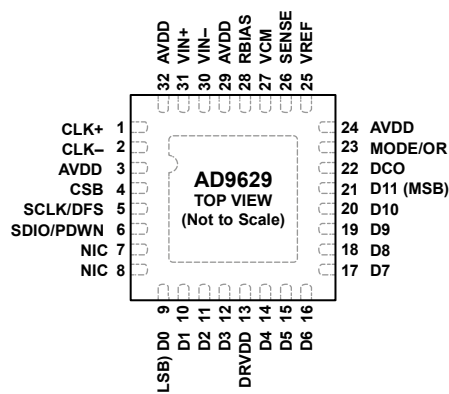 32 AVDD
31 VIN+
30 VIN–
29 AVDD
28 RBIAS
27 VCM
26 SENSE
25 VREF
CLK+ 1
CLK– 2
AVDD 3
CSB 4
SCLK/DFS 5
SDIO/PDWN 6
NIC 7
NIC 8
AD9629
TOP VIEW
(Not to Scale)
24 AVDD
23 MODE/OR
22 DCO
21 D11 (MSB)
20 D10
19 D9
18 D8
17 D7
LSB) D0 9
D1 10
D2 11
D3 12
DRVDD 13
D4 14
D5 15
D6 16